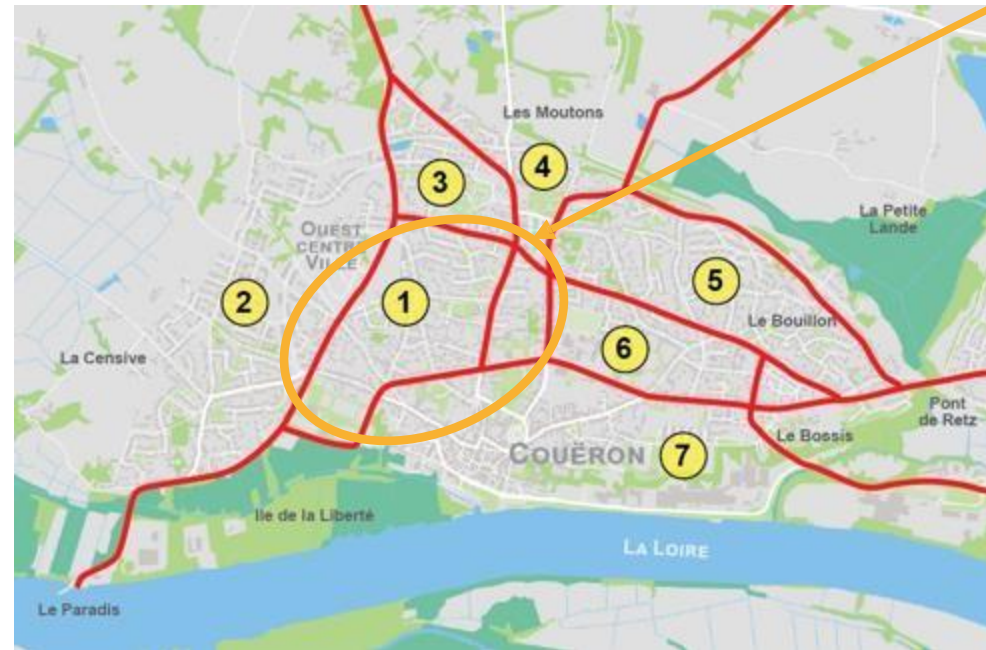 Les Moutons
4
3
La Petite
Lande
OUEST
CENTRE
VILLE
5
2
1
Le Bouillon
6
La Censive
Pont
de Retz
Le Bossis
COUËRON
7
Ile de la Liberté
LA LOIRE
Le Paradis